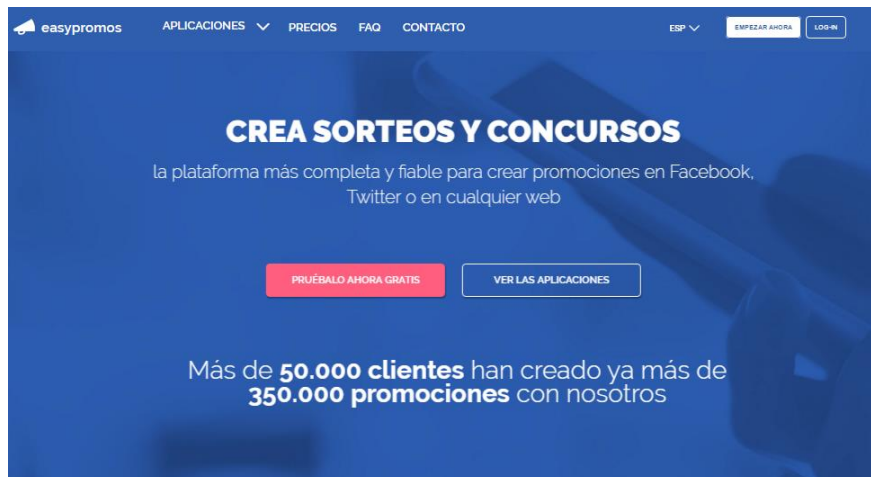 easypromos APLICACIONES PRECIOS FAQ CONTACTO ESP EMPEZAR AHORA LOG-IN
CREA SORTEOS Y CONCURSOS
la plataforma más completa y fiable para crear promociones en Facebook,
Twitter o en cualquier web
PRUÉBALO AHORA GRATIS VER LAS APLICACIONES
Más de 50.000 clientes han creado ya más de
350.000 promociones con nosotros